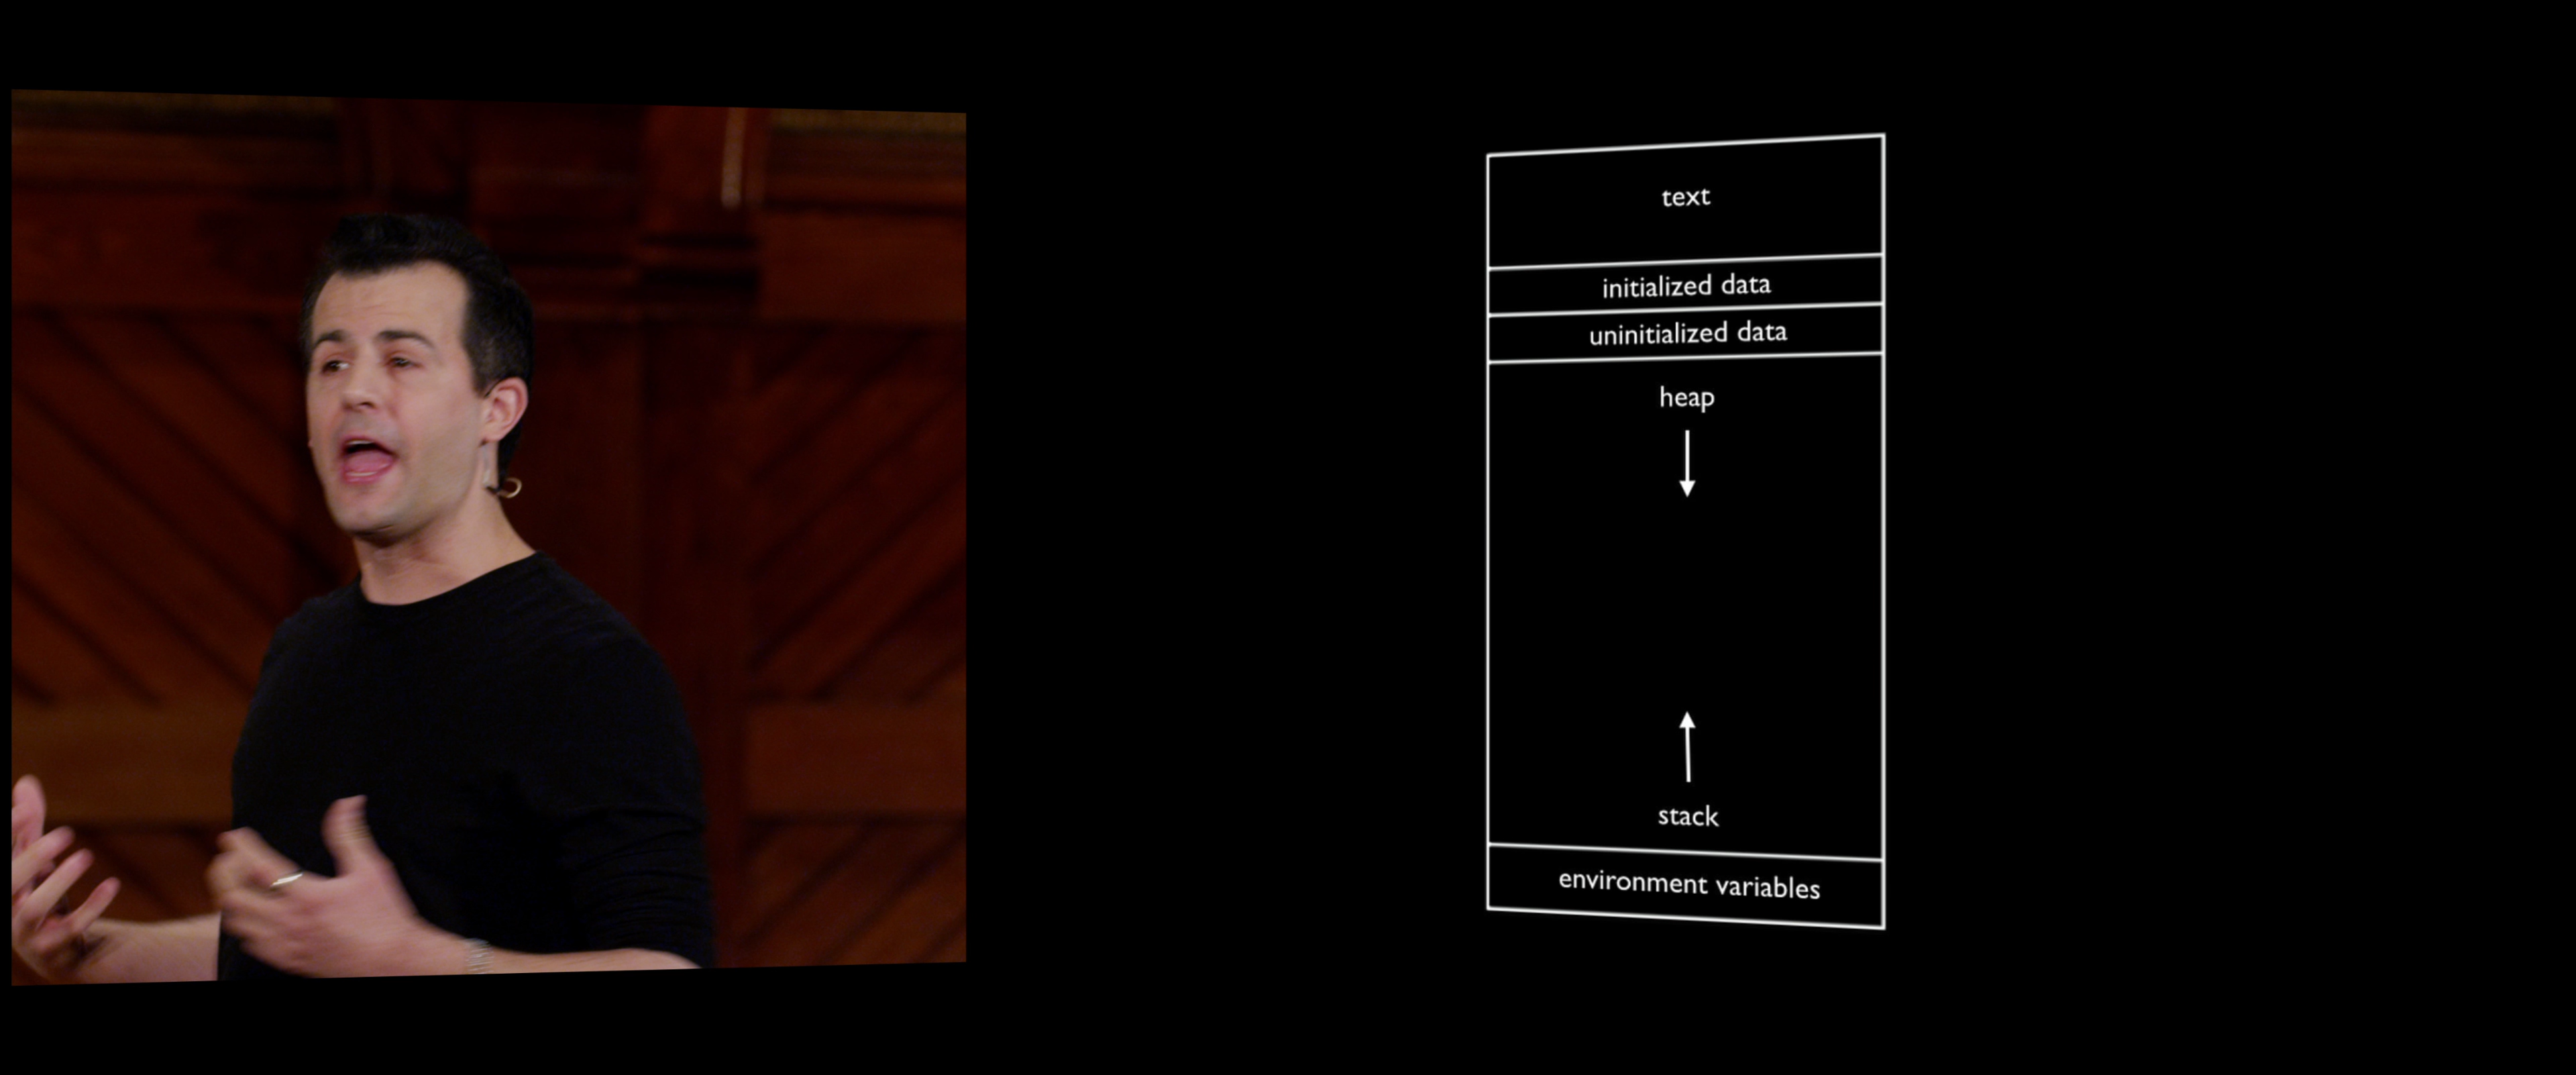 text
initialized data
uninitialized data
heap
stack
environment variables